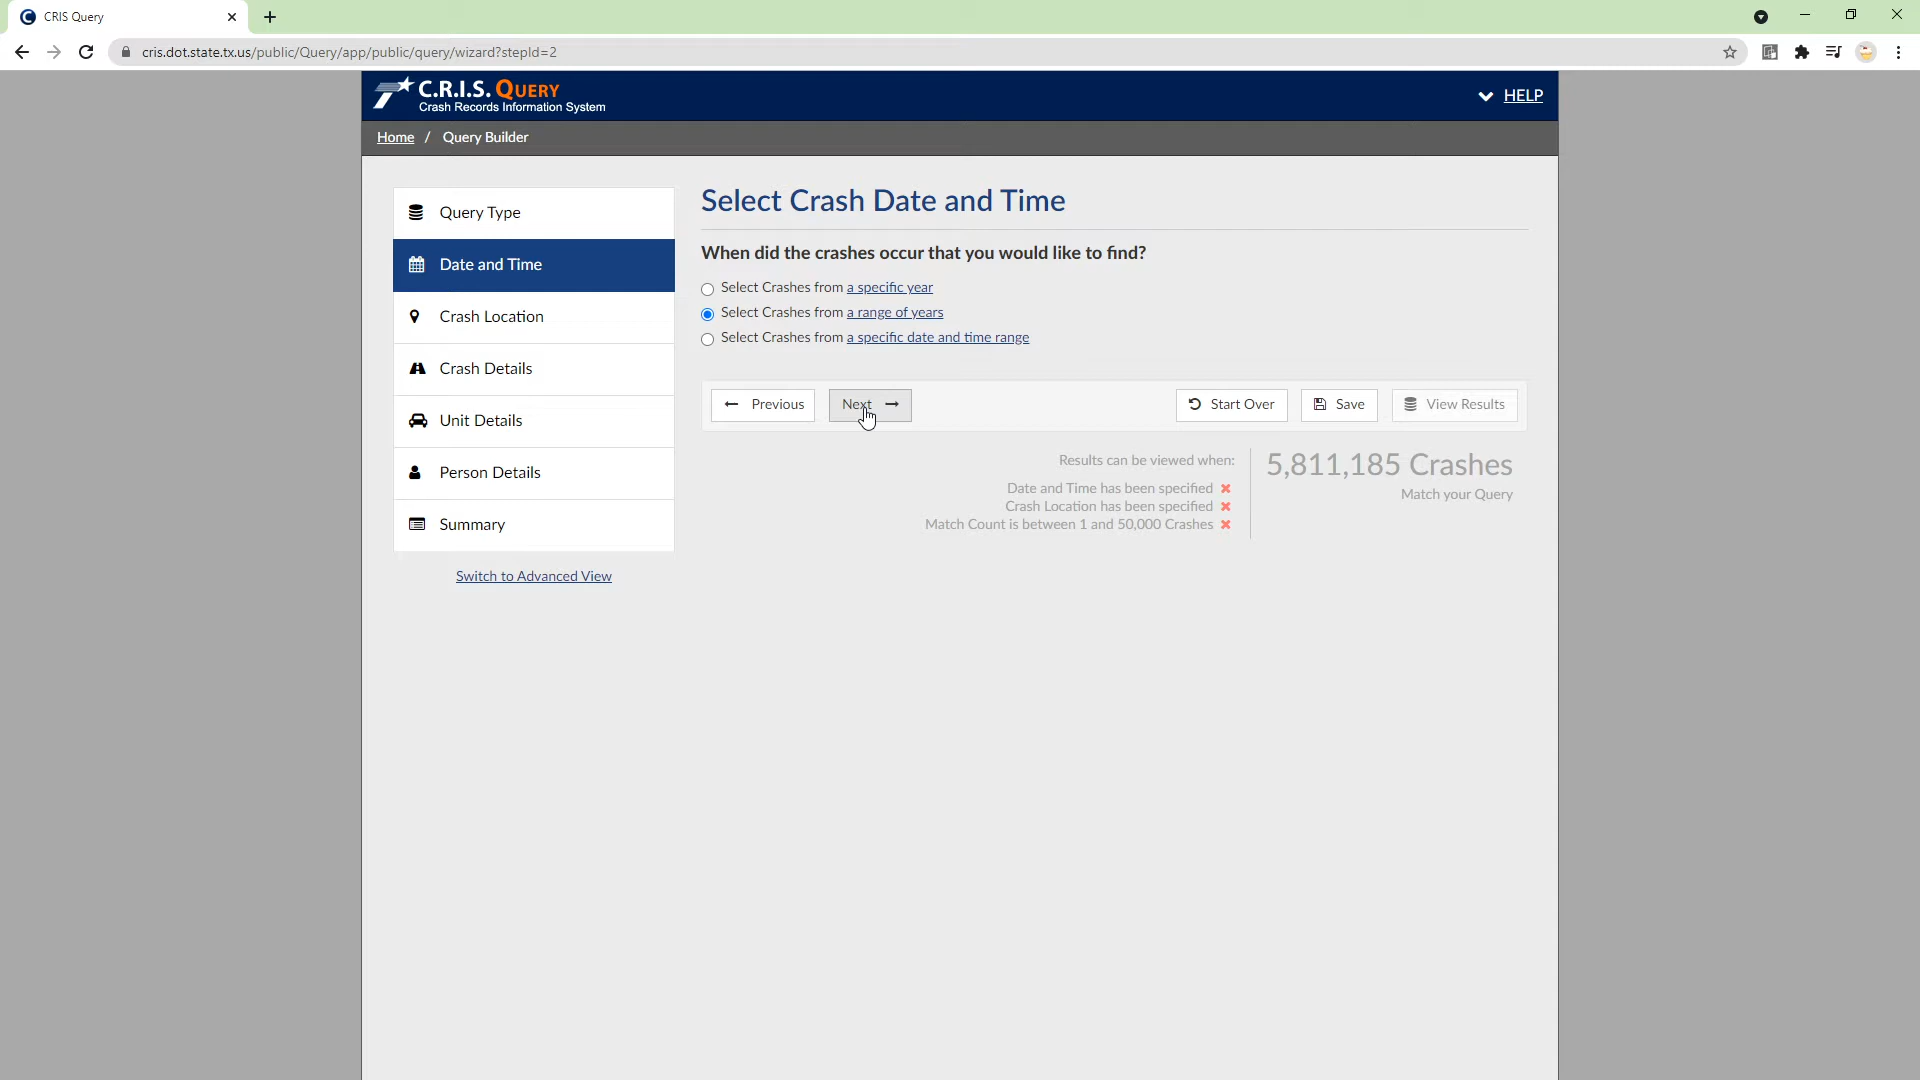 CRIS Query
cris.dot.state.tx.us/public/Query/app/public/query/wizard?stepId=2
C.R.I.S. QUERY
Crash Records Information System
HELP
Home / Query Builder
Query Type
Date and Time
Crash Location
Crash Details
Unit Details
Person Details
Summary
Switch to Advanced View
Select Crash Date and Time
When did the crashes occur that you would like to find?
Select Crashes from a specific year
Select Crashes from a range of years
Select Crashes from a specific date and time range
Previous
Next
Start Over
Save
View Results
Results can be viewed when:
Date and Time has been specified
Crash Location has been specified
Match Count is between 1 and 50,000 Crashes
5,811,185 Crashes
Match your Query